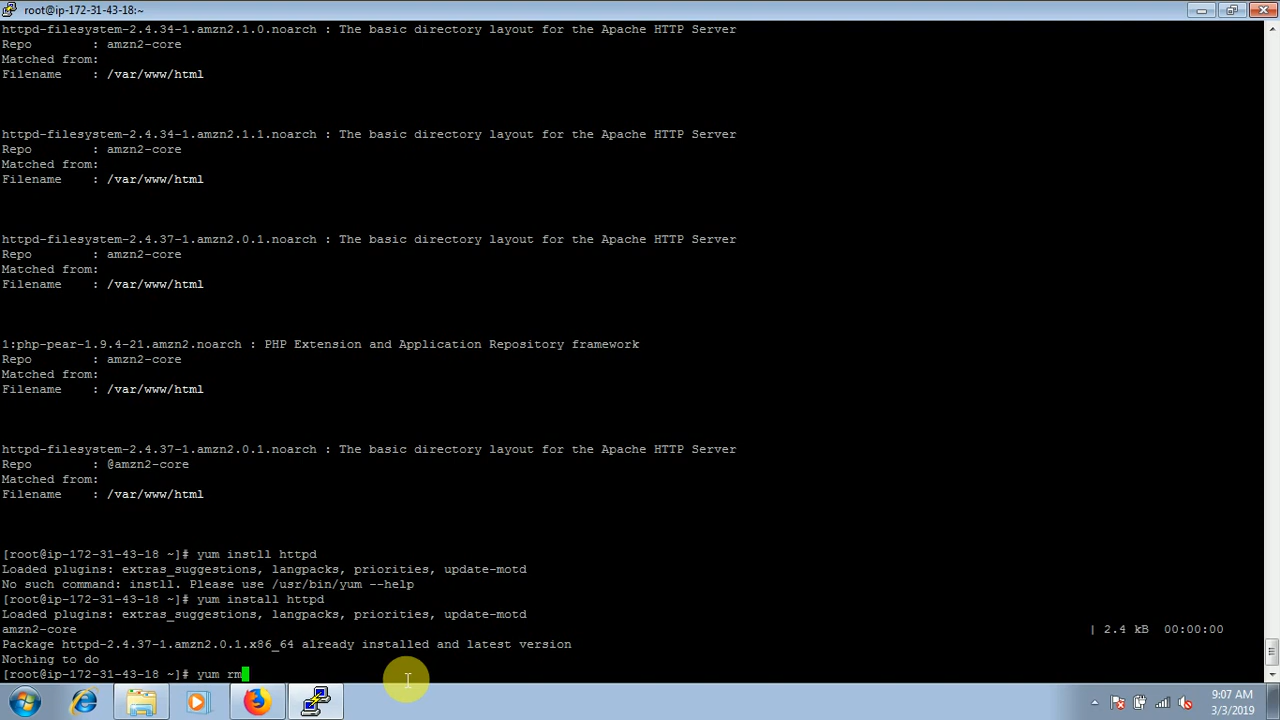 root@ip-172-31-43-18:~
httpd-filesystem-2.4.34-1.amzn2.1.0.noarch : The basic directory layout for the Apache HTTP Server
Repo        : amzn2-core
Matched from:
Filename    : /var/www/html
httpd-filesystem-2.4.34-1.amzn2.1.1.noarch : The basic directory layout for the Apache HTTP Server
Repo        : amzn2-core
Matched from:
Filename    : /var/www/html
httpd-filesystem-2.4.37-1.amzn2.0.1.noarch : The basic directory layout for the Apache HTTP Server
Repo        : amzn2-core
Matched from:
Filename    : /var/www/html
1:php-pear-1.9.4-21.amzn2.noarch : PHP Extension and Application Repository framework
Repo        : amzn2-core
Matched from:
Filename    : /var/www/html
httpd-filesystem-2.4.37-1.amzn2.0.1.noarch : The basic directory layout for the Apache HTTP Server
Repo        : @amzn2-core
Matched from:
Filename    : /var/www/html
[root@ip-172-31-43-18 ~]# yum instll httpd
Loaded plugins: extras_suggestions, langpacks, priorities, update-motd
No such command: instll. Please use /usr/bin/yum --help
[root@ip-172-31-43-18 ~]# yum install httpd
Loaded plugins: extras_suggestions, langpacks, priorities, update-motd
amzn2-core | 2.4 kB  00:00:00
Package httpd-2.4.37-1.amzn2.0.1.x86_64 already installed and latest version
Nothing to do
[root@ip-172-31-43-18 ~]# yum rm
9:07 AM
3/3/2019